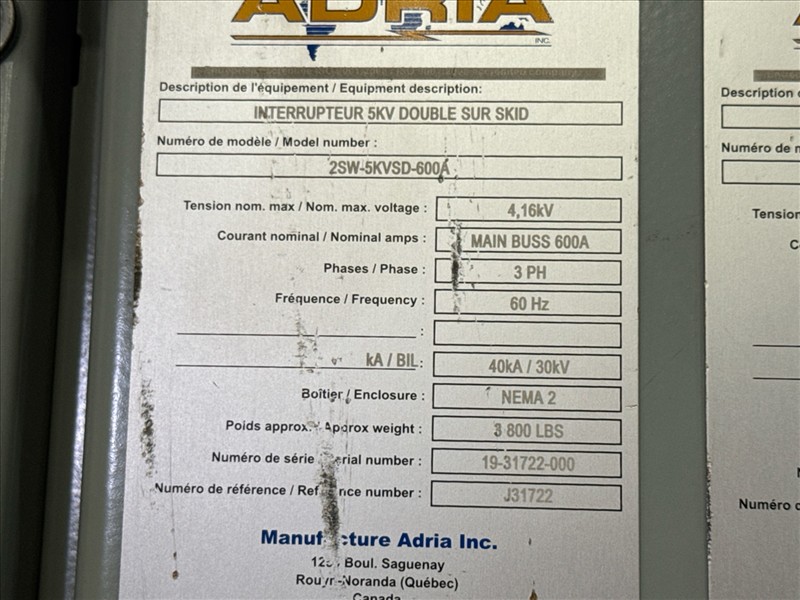 ADRIA
INC.
Description de l'équipement / Equipment description:
INTERRUPTEUR 5KV DOUBLE SUR SKID
Numéro de modèle / Model number :
2SW-5KVSD-600A
Tension nom. max / Nom. max. voltage : 4,16kV
Courant nominal / Nominal amps : MAIN BUSS 600A
Phases / Phase : 3 PH
Fréquence / Frequency : 60 Hz
:
kA / BIL: 40kA / 30kV
Boîtier / Enclosure : NEMA 2
Poids approx. / Approx weight : 3 800 LBS
Numéro de série erial number : 19-31722-000
Numéro de référence / Ref nce number : J31722
Manuf cture Adria Inc.
Boul. Saguenay
Rouyn-Noranda (Québec)
Canada
Description
Numéro de
Tension
C
Numéro